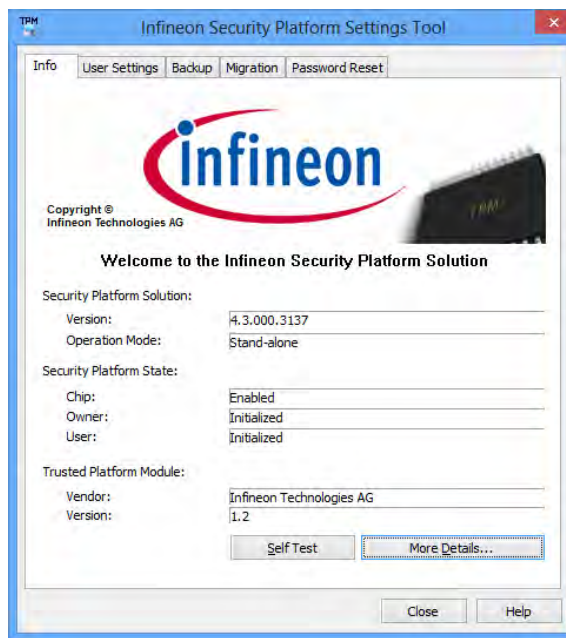 TPM
Infineon Security Platform Settings Tool
Info User Settings Backup Migration Password Reset
infineon
TPM
Copyright ©
Infineon Technologies AG
Welcome to the Infineon Security Platform Solution
Security Platform Solution:
Version: 4.3.000.3137
Operation Mode: Stand-alone
Security Platform State:
Chip: Enabled
Owner: Initialized
User: Initialized
Trusted Platform Module:
Vendor: Infineon Technologies AG
Version: 1.2
Self Test More Details...
Close Help